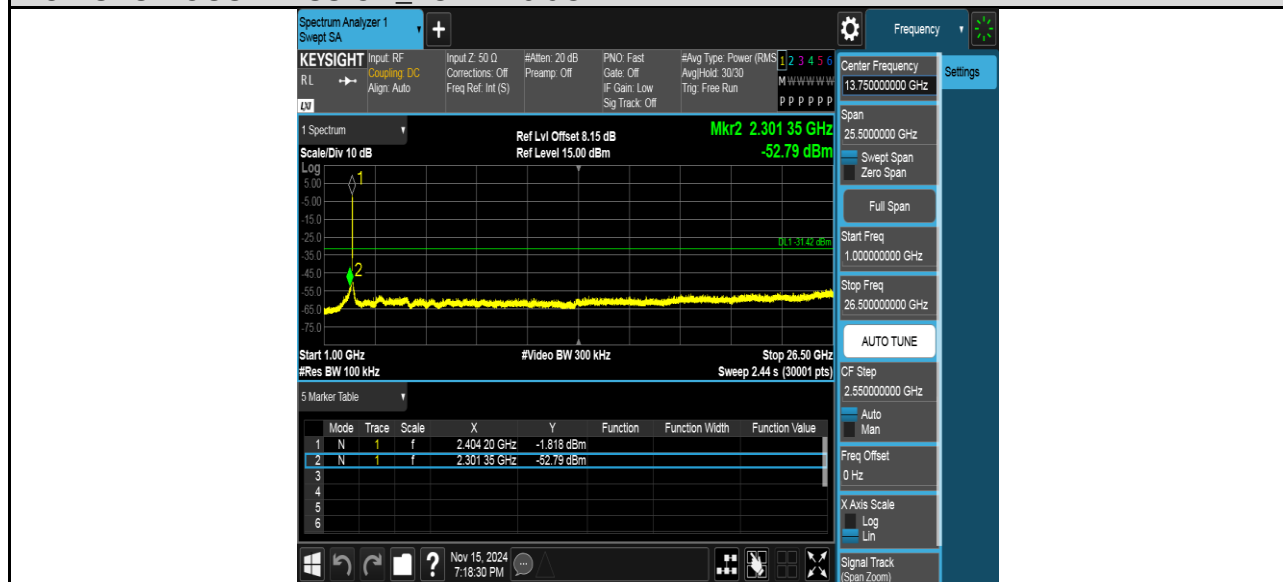 Spectrum Analyzer 1
Swept SA
+
Frequency
KEYSIGHT
RL
LXI
Input: RF
Coupling: DC
Align: Auto
Input Z: 50 Ω
Corrections: Off
Freq Ref: Int (S)
#Atten: 20 dB
Preamp: Off
PNO: Fast
Gate: Off
IF Gain: Low
Sig Track: Off
#Avg Type: Power (RMS
Avg|Hold: 30/30
Trig: Free Run
1 2 3 4 5 6
M W W W W W
P P P P P P
1 Spectrum
Scale/Div 10 dB
Ref Lvl Offset 8.15 dB
Ref Level 15.00 dBm
Mkr2 2.301 35 GHz
-52.79 dBm
Log
5.00
-5.00
-15.0
-25.0
-35.0
-45.0
-55.0
-65.0
-75.0
1
2
DL1 -31.42 dBm
Start 1.00 GHz
#Video BW 300 kHz
Stop 26.50 GHz
#Res BW 100 kHz
Sweep 2.44 s (30001 pts)
5 Marker Table
Mode Trace Scale X Y Function Function Width Function Value
1 N 1 f 2.404 20 GHz -1.818 dBm
2 N 1 f 2.301 35 GHz -52.79 dBm
3
4
5
6
?
Nov 15, 2024
7:18:30 PM
Center Frequency
13.750000000 GHz
Settings
Span
25.5000000 GHz
Swept Span
Zero Span
Full Span
Start Freq
1.000000000 GHz
Stop Freq
26.500000000 GHz
AUTO TUNE
CF Step
2.550000000 GHz
Auto
Man
Freq Offset
0 Hz
X Axis Scale
Log
Lin
Signal Track
(Span Zoom)